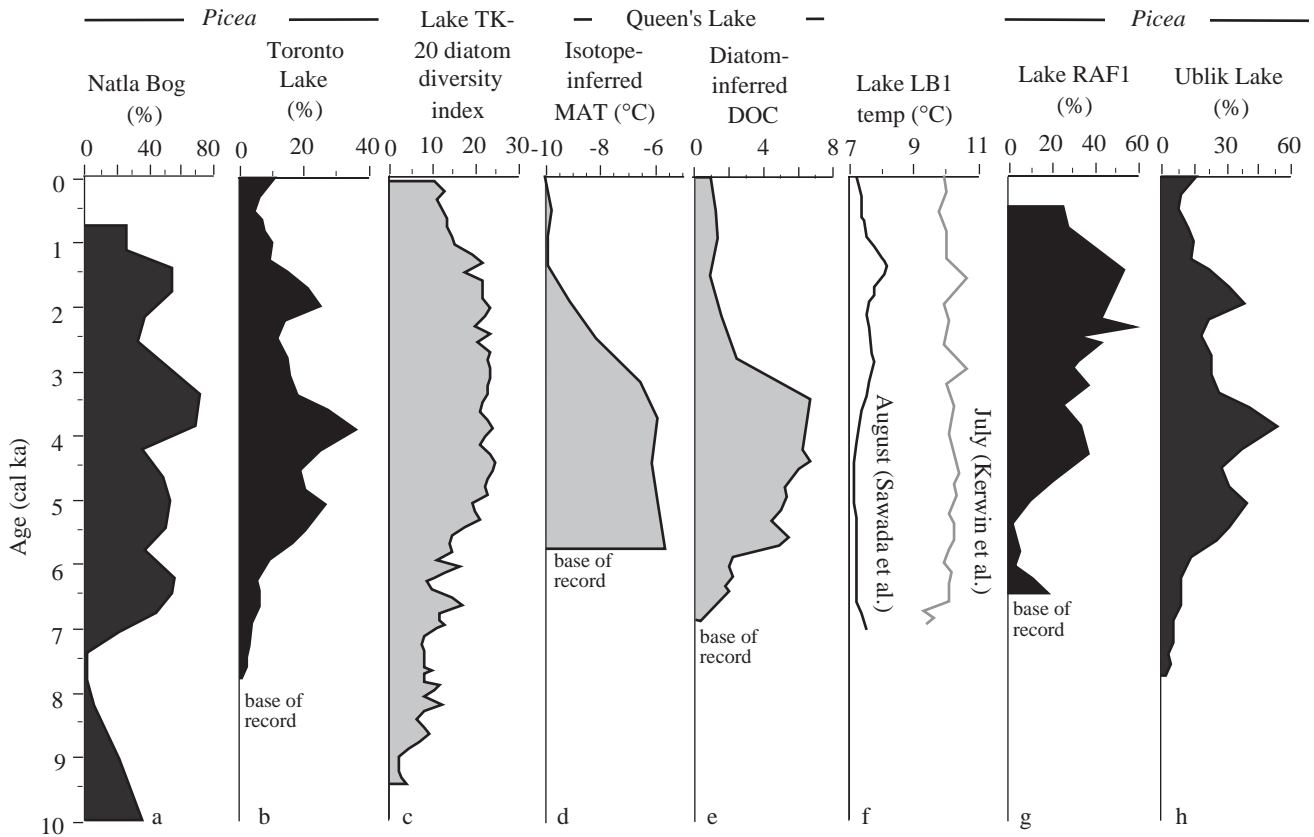 Picea
Natla Bog
(%)
Toronto
Lake
(%)
Lake TK-
20 diatom
diversity
index
Queen's Lake
Isotope-
inferred
MAT (°C)
Diatom-
inferred
DOC
Lake LB1
temp (°C)
Picea
Lake RAF1
(%)
Ublik Lake
(%)
0 40 80
0 20 40
0 10 20 30
-10 -8 -6
0 4 8
7 9 11
0 20 40 60
0 30 60
Age (cal ka)
0
1
2
3
4
5
6
7
8
9
10
base of
record
base of
record
base of
record
August (Sawada et al.)
July (Kerwin et al.)
base of
record
a
b
c
d
e
f
g
h